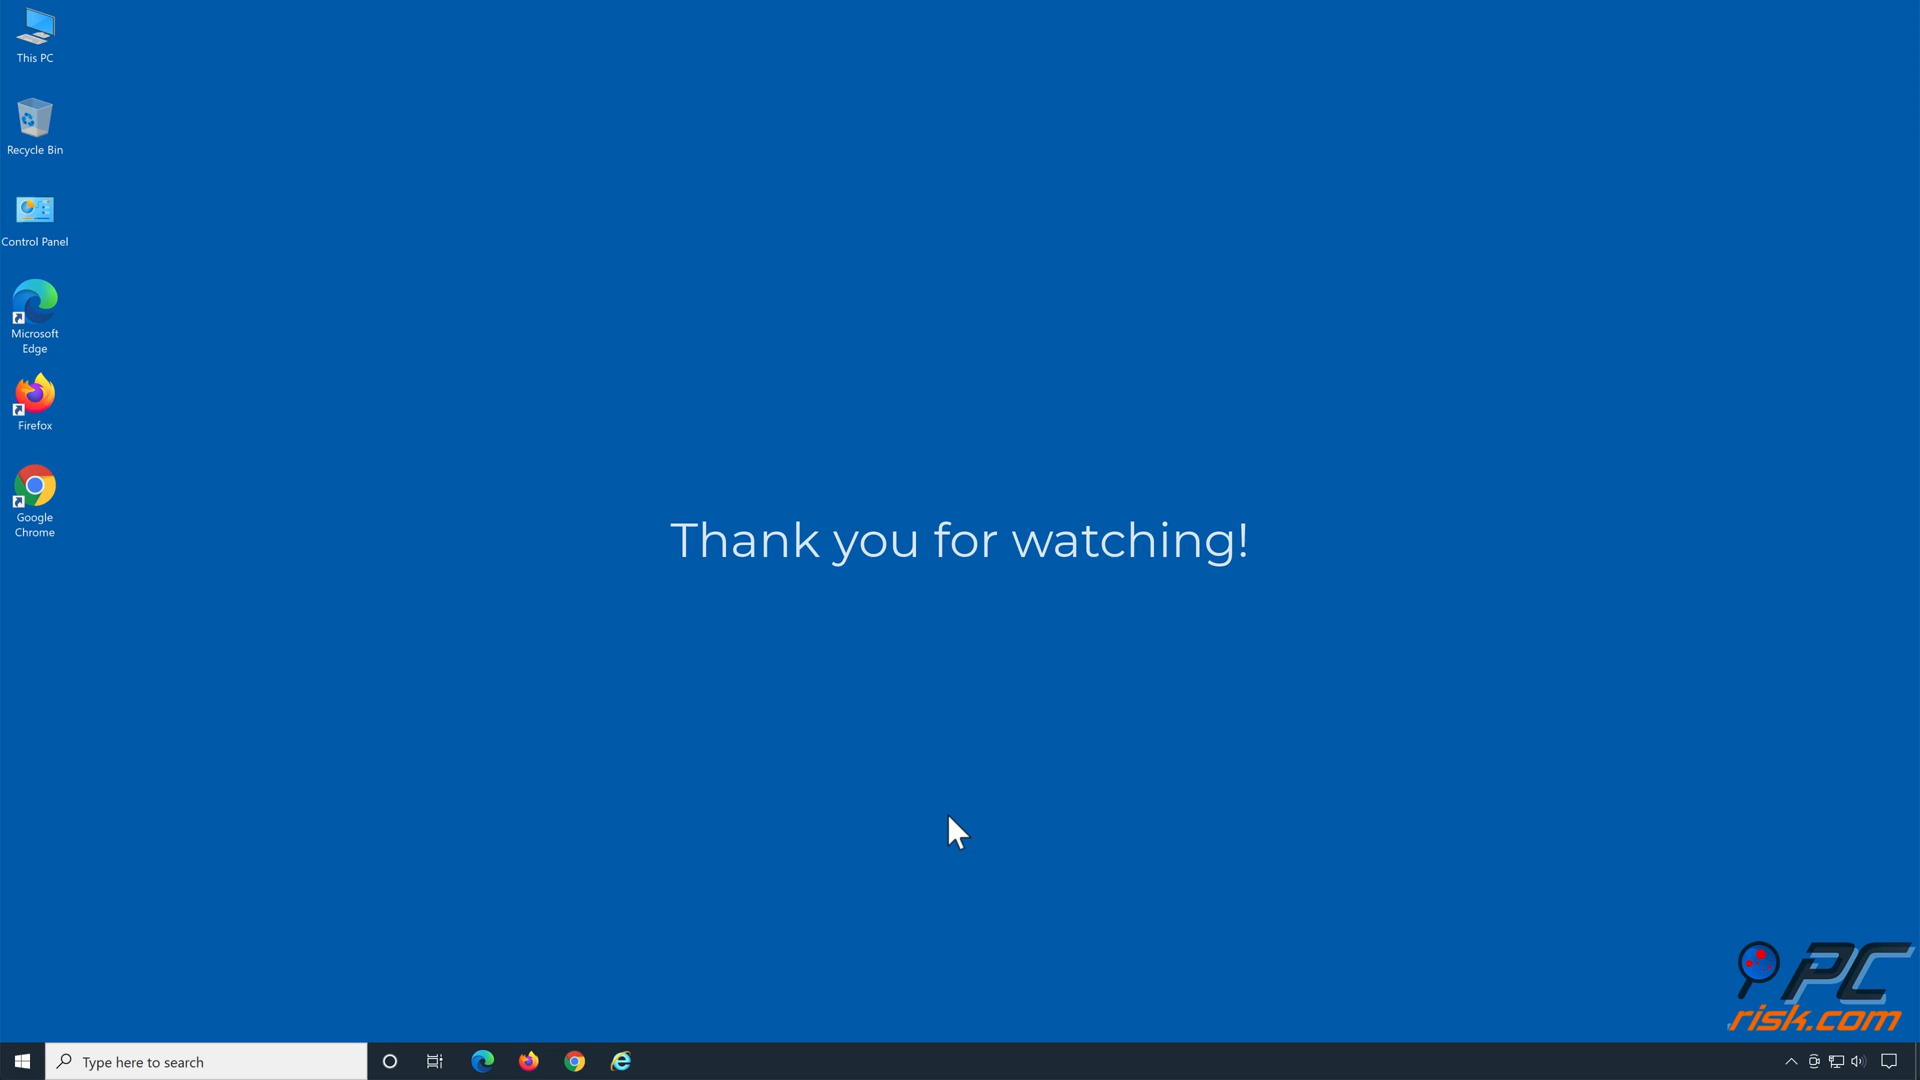 This PC
Recycle Bin
Control Panel
Microsoft
Edge
Firefox
Google
Chrome
Thank you for watching!
PC
risk.com
Type here to search